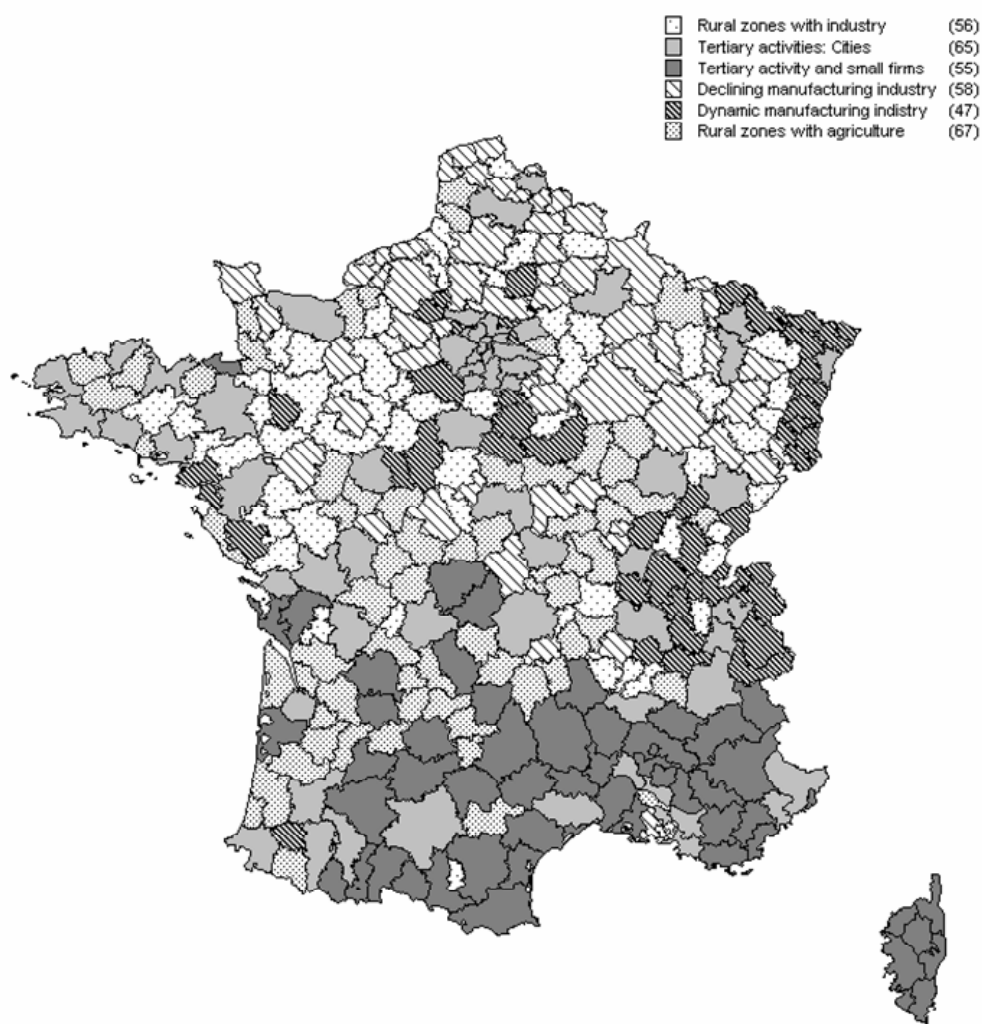 Rural zones with industry (56)
Tertiary activities: Cities (65)
Tertiary activity and small firms (55)
Declining manufacturing industry (58)
Dynamic manufacturing indistry (47)
Rural zones with agriculture (67)